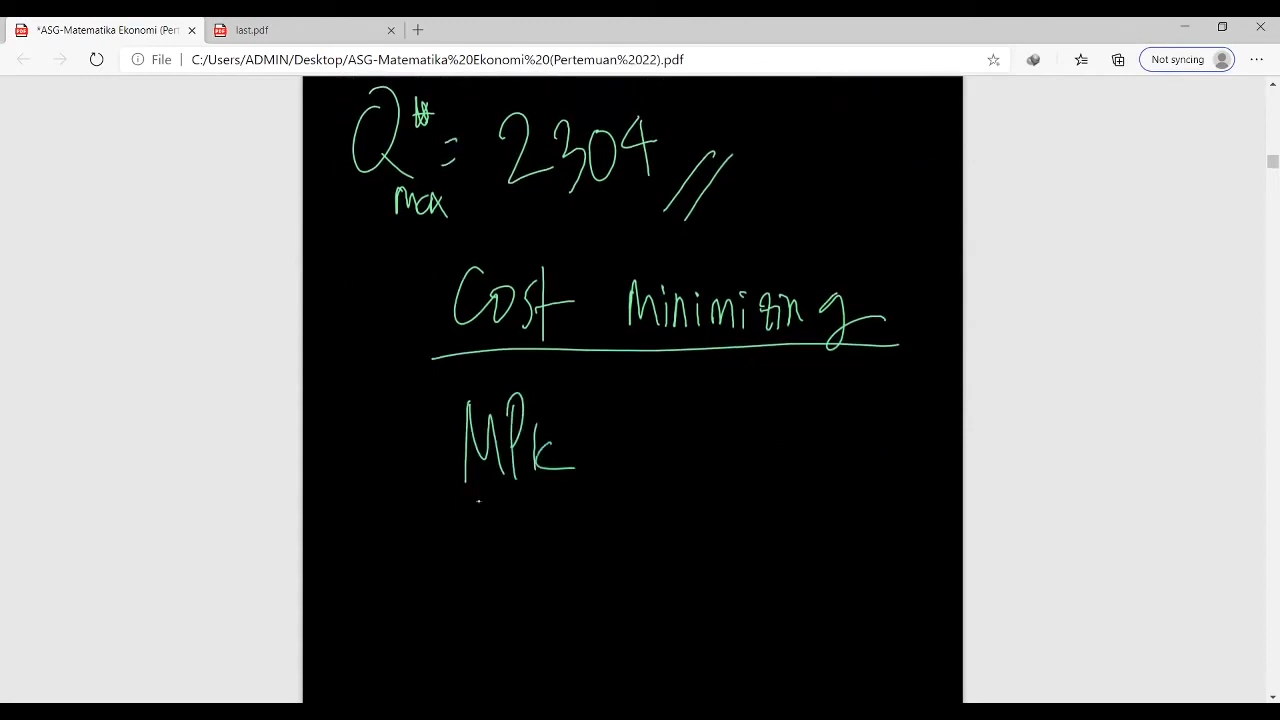 *ASG-Matematika Ekonomi (Per
last.pdf
File
C:/Users/ADMIN/Desktop/ASG-Matematika%20Ekonomi%20(Pertemuan%2022).pdf
Not syncing
Q* = 2304 //
max
Cost Minimizing
MPK